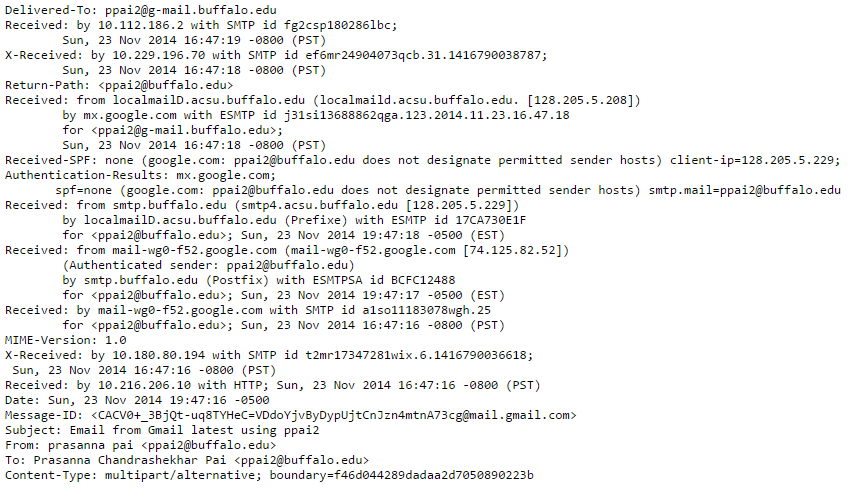 Delivered-To: ppai2@g-mail.buffalo.edu
Received: by 10.112.186.2 with SMTP id fg2csp180286lbc;
Sun, 23 Nov 2014 16:47:19 -0800 (PST)
X-Received: by 10.229.196.70 with SMTP id ef6mr24904073qcb.31.1416790038787;
Sun, 23 Nov 2014 16:47:18 -0800 (PST)
Return-Path: <ppai2@buffalo.edu>
Received: from localmailD.acsu.buffalo.edu (localmaild.acsu.buffalo.edu. [128.205.5.208])
by mx.google.com with ESMTP id j31si13688862qga.123.2014.11.23.16.47.18
for <ppai2@g-mail.buffalo.edu>;
Sun, 23 Nov 2014 16:47:18 -0800 (PST)
Received-SPF: none (google.com: ppai2@buffalo.edu does not designate permitted sender hosts) client-ip=128.205.5.229;
Authentication-Results: mx.google.com;
spf=none (google.com: ppai2@buffalo.edu does not designate permitted sender hosts) smtp.mail=ppai2@buffalo.edu
Received: from smtp.buffalo.edu (smtp4.acsu.buffalo.edu [128.205.5.229])
by localmailD.acsu.buffalo.edu (Prefixe) with ESMTP id 17CA730E1F
for <ppai2@buffalo.edu>; Sun, 23 Nov 2014 19:47:18 -0500 (EST)
Received: from mail-wg0-f52.google.com (mail-wg0-f52.google.com [74.125.82.52])
(Authenticated sender: ppai2@buffalo.edu)
by smtp.buffalo.edu (Postfix) with ESMTPSA id BCFC12488
for <ppai2@buffalo.edu>; Sun, 23 Nov 2014 19:47:17 -0500 (EST)
Received: by mail-wg0-f52.google.com with SMTP id a1so11183078wgh.25
for <ppai2@buffalo.edu>; Sun, 23 Nov 2014 16:47:16 -0800 (PST)
MIME-Version: 1.0
X-Received: by 10.180.80.194 with SMTP id t2mr17347281wix.6.1416790036618;
Sun, 23 Nov 2014 16:47:16 -0800 (PST)
Received: by 10.216.206.10 with HTTP; Sun, 23 Nov 2014 16:47:16 -0800 (PST)
Date: Sun, 23 Nov 2014 19:47:16 -0500
Message-ID: <CACV0+_3BjQt-uq8TYHeC=VDdoYjvByDypUjtCnJzn4mtnA73cg@mail.gmail.com>
Subject: Email from Gmail latest using ppai2
From: prasanna pai <ppai2@buffalo.edu>
To: Prasanna Chandrashekhar Pai <ppai2@buffalo.edu>
Content-Type: multipart/alternative; boundary=f46d044289dadaa2d7050890223b